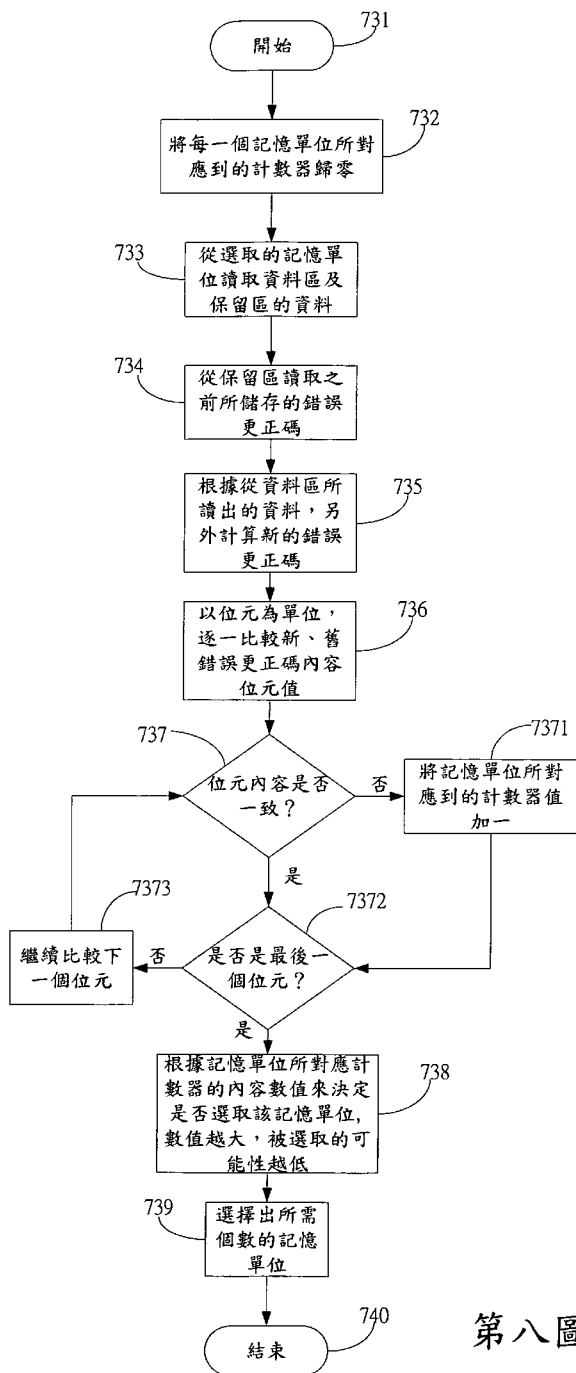 731
開始
732
將每一個記憶單位所對
應到的計數器歸零
733
從選取的記憶單
位讀取資料區及
保留區的資料
734
從保留區讀取之
前所儲存的錯誤
更正碼
735
根據從資料區所
讀出的資料，另
外計算新的錯誤
更正碼
736
以位元為單位，
逐一比較新、舊
錯誤更正碼內容
位元值
737
位元內容是否
一致？
否
7371
將記憶單位所對
應到的計數器值
加一
是
7372
是否是最後一
個位元？
否
7373
繼續比較下
一個位元
是
738
根據記憶單位所對應計
數器的內容數值來決定
是否選取該記憶單位,
數值越大，被選取的可
能性越低
739
選擇出所需
個數的記憶
單位
740
結束
第八圖